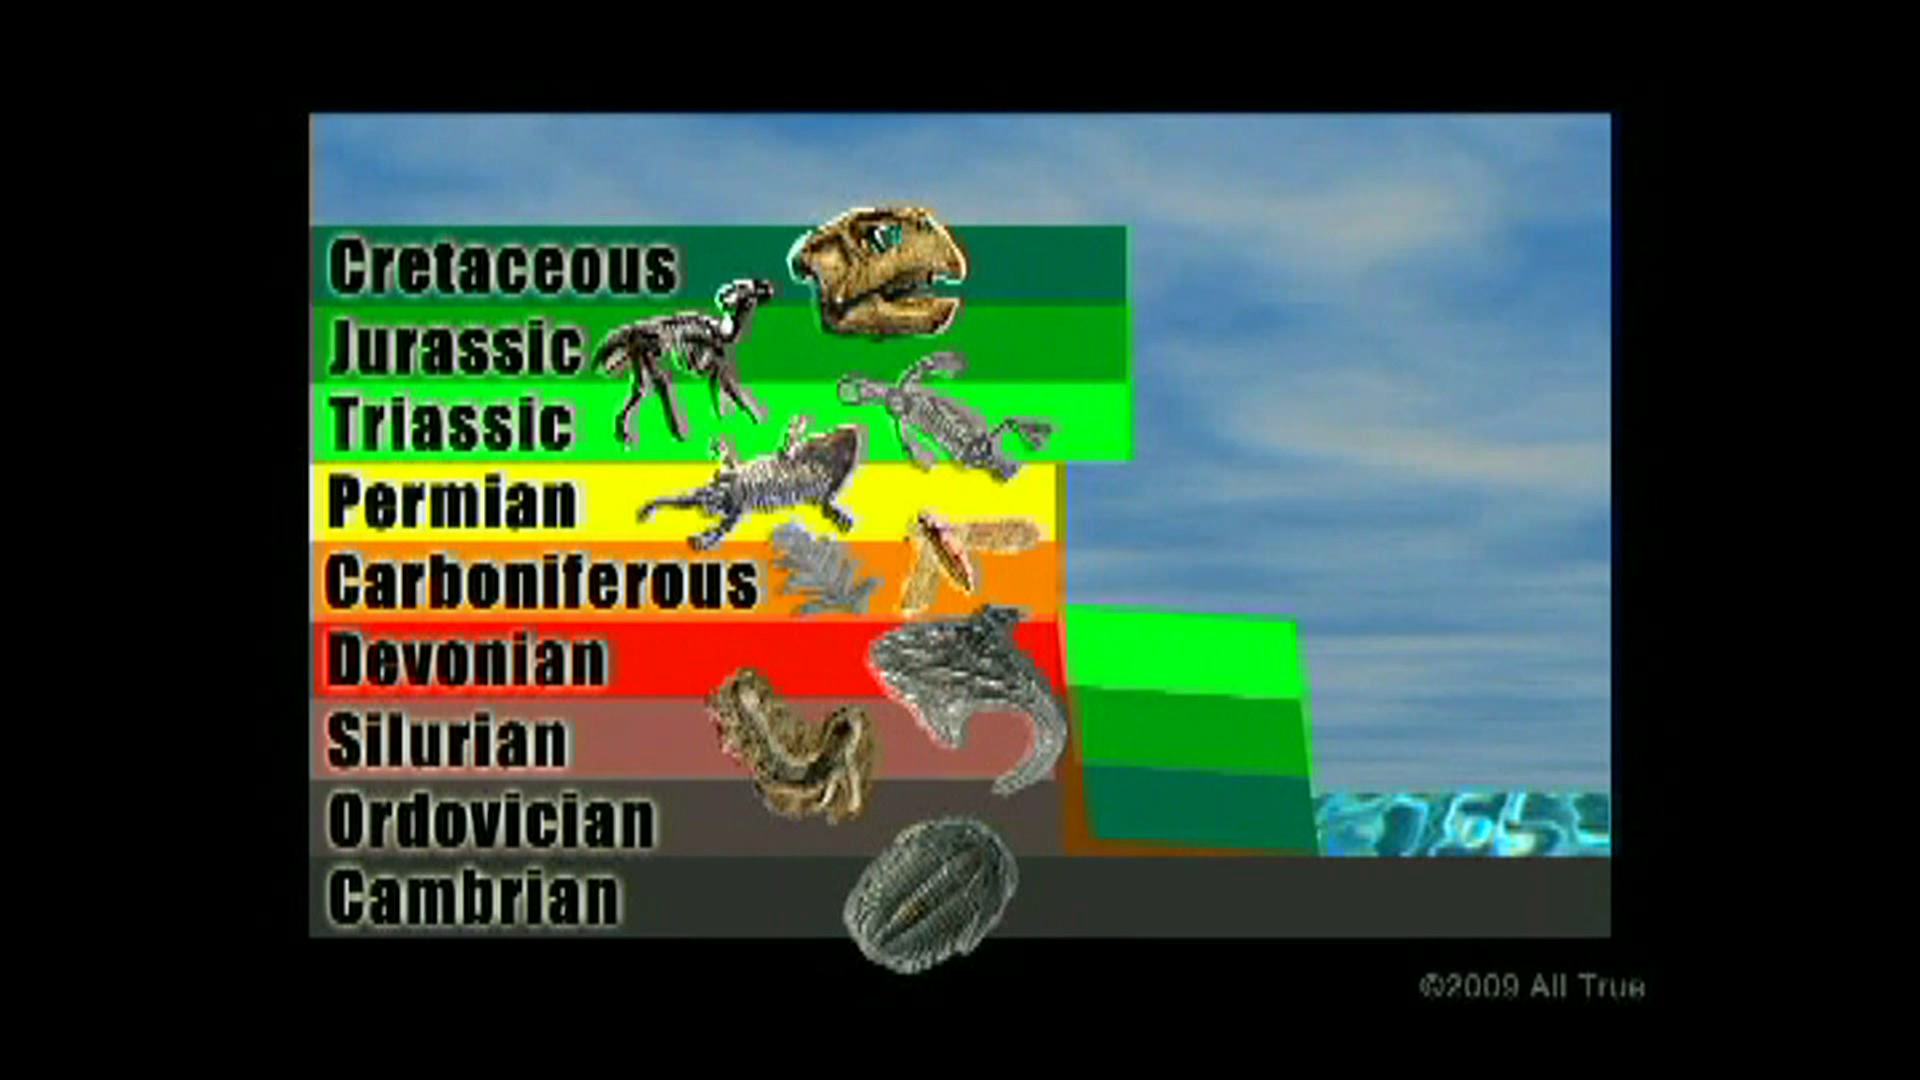 Cretaceous
Jurassic
Triassic
Permian
Carboniferous
Devonian
Silurian
Ordovician
Cambrian
©2009 All True